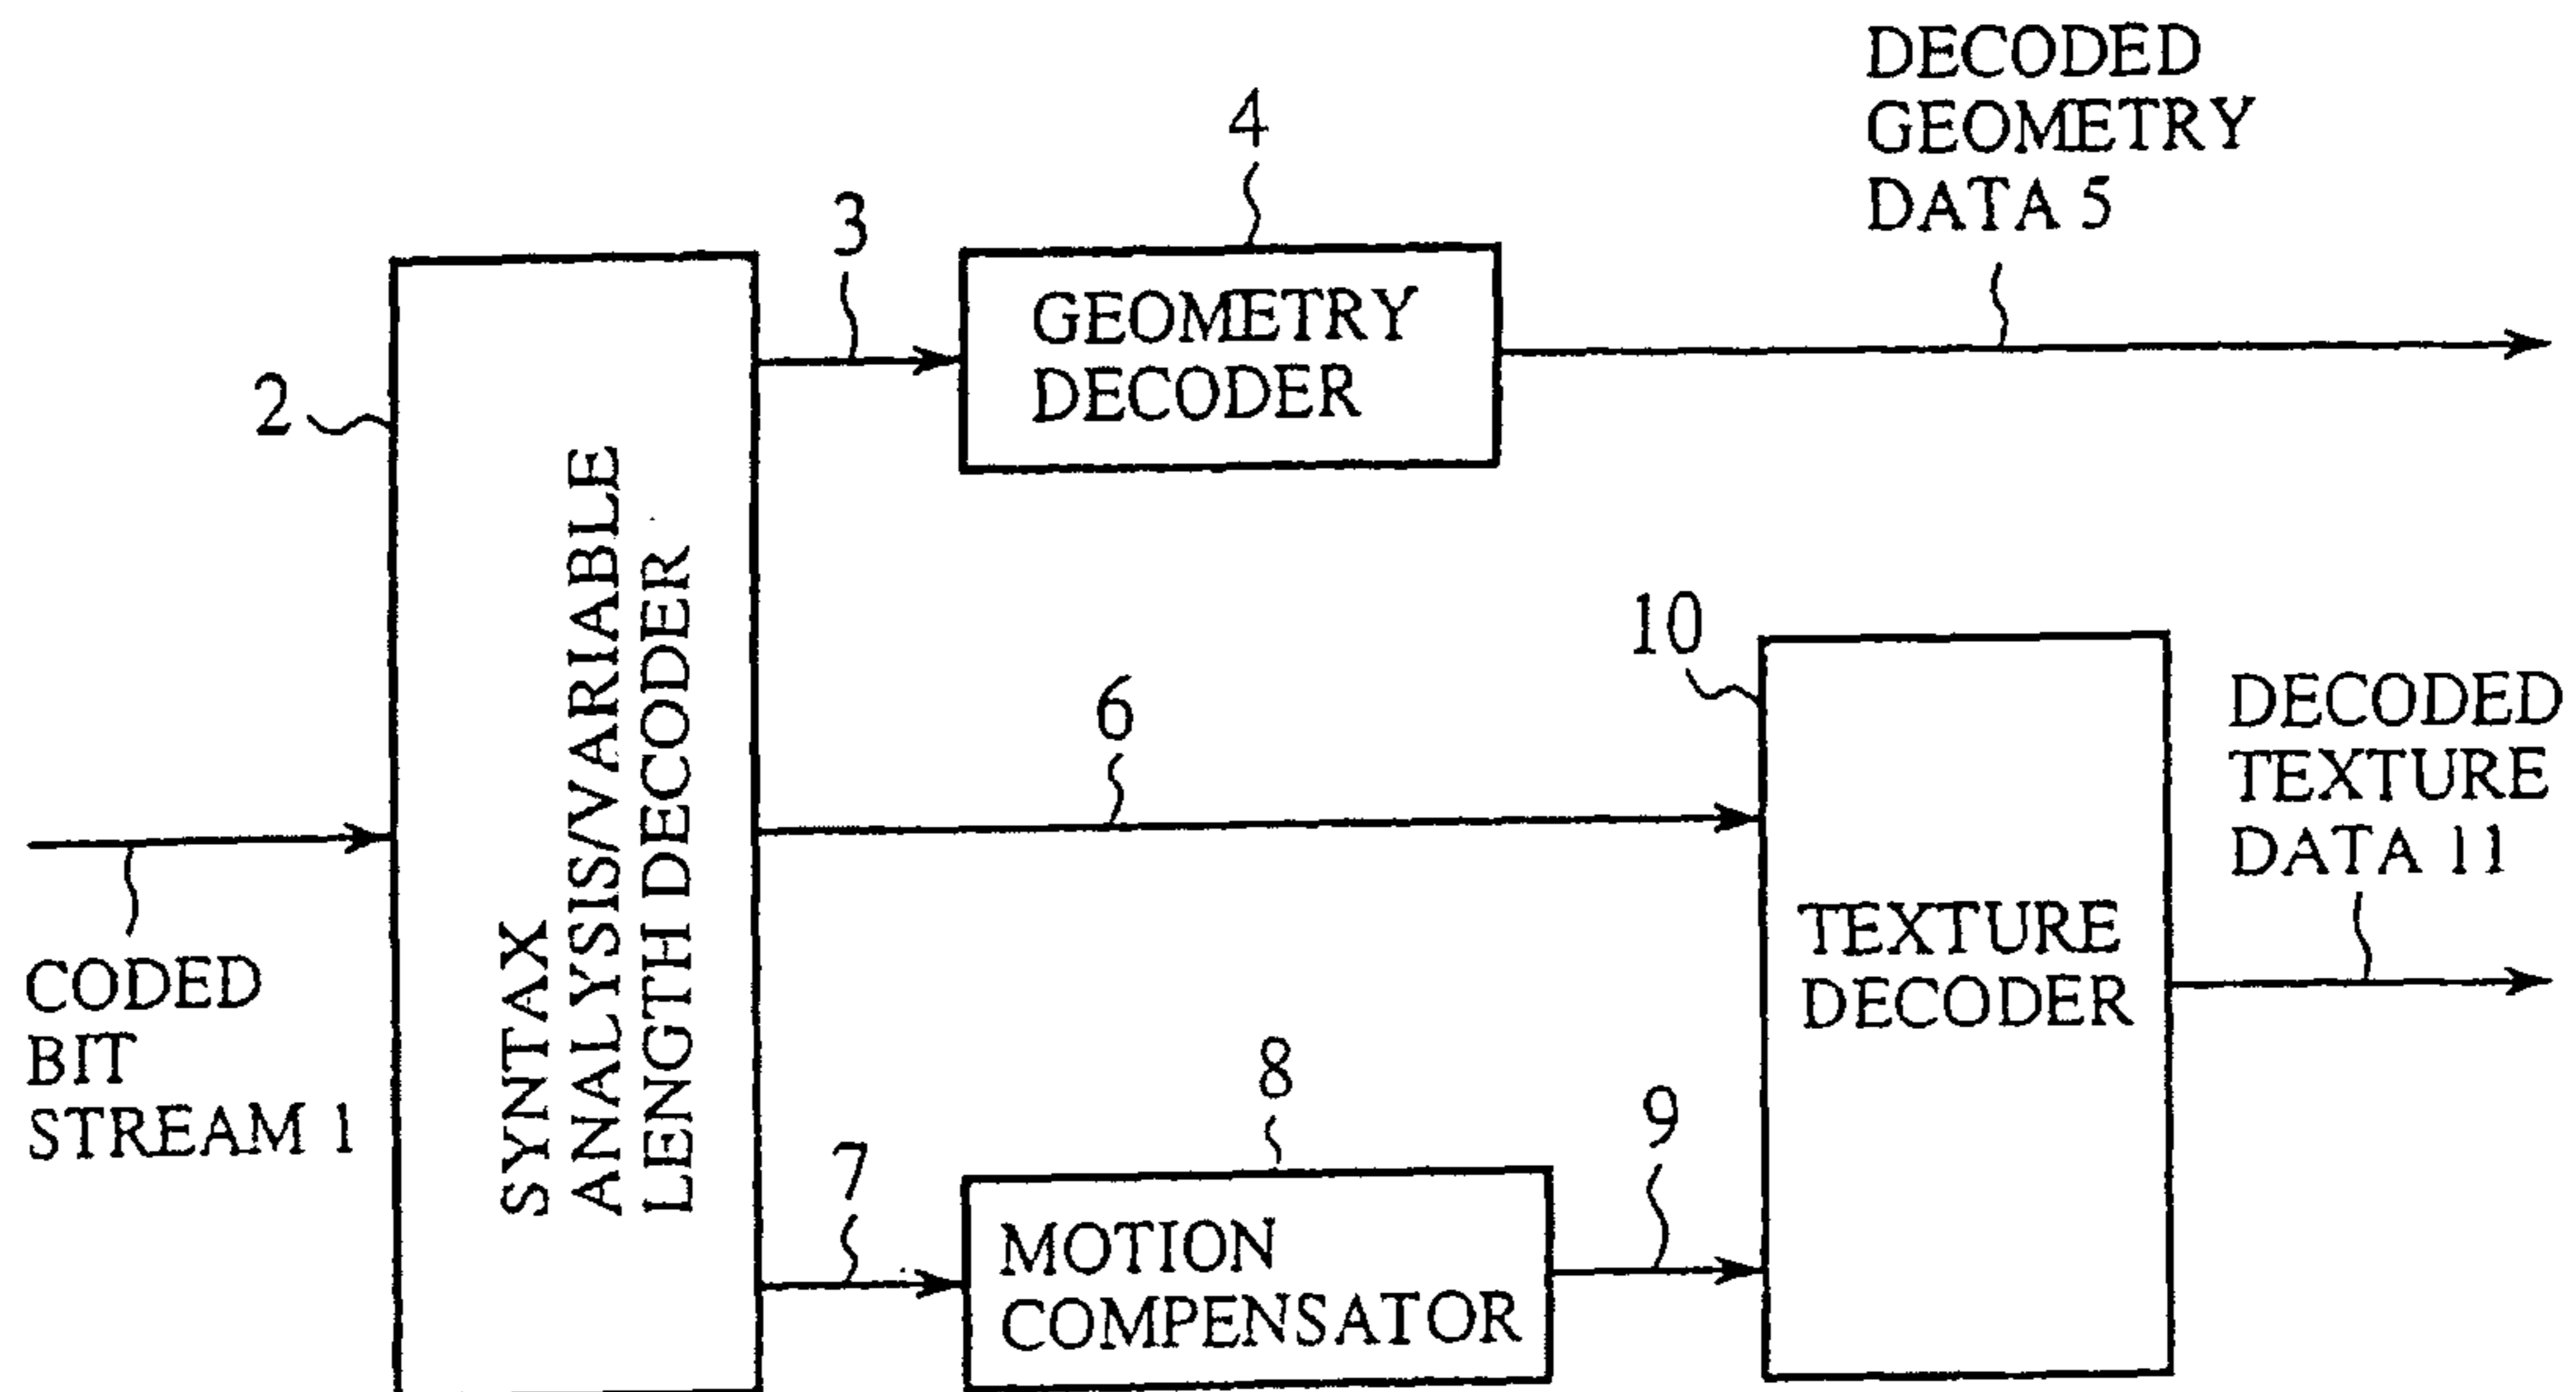 DECODED
GEOMETRY
DATA 5
4
3
GEOMETRY
DECODER
2
SYNTAX
ANALYSIS/VARIABLE
LENGTH DECODER
10
6
DECODED
TEXTURE
DATA 11
TEXTURE
DECODER
CODED
BIT
STREAM 1
8
9
7
MOTION
COMPENSATOR